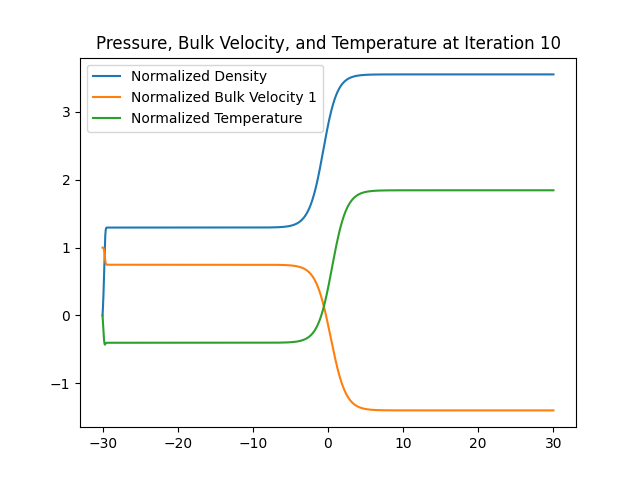 Pressure, Bulk Velocity, and Temperature at Iteration 10
Normalized Density
Normalized Bulk Velocity 1
Normalized Temperature
3
2
1
0
−1
−30 −20 −10 0 10 20 30